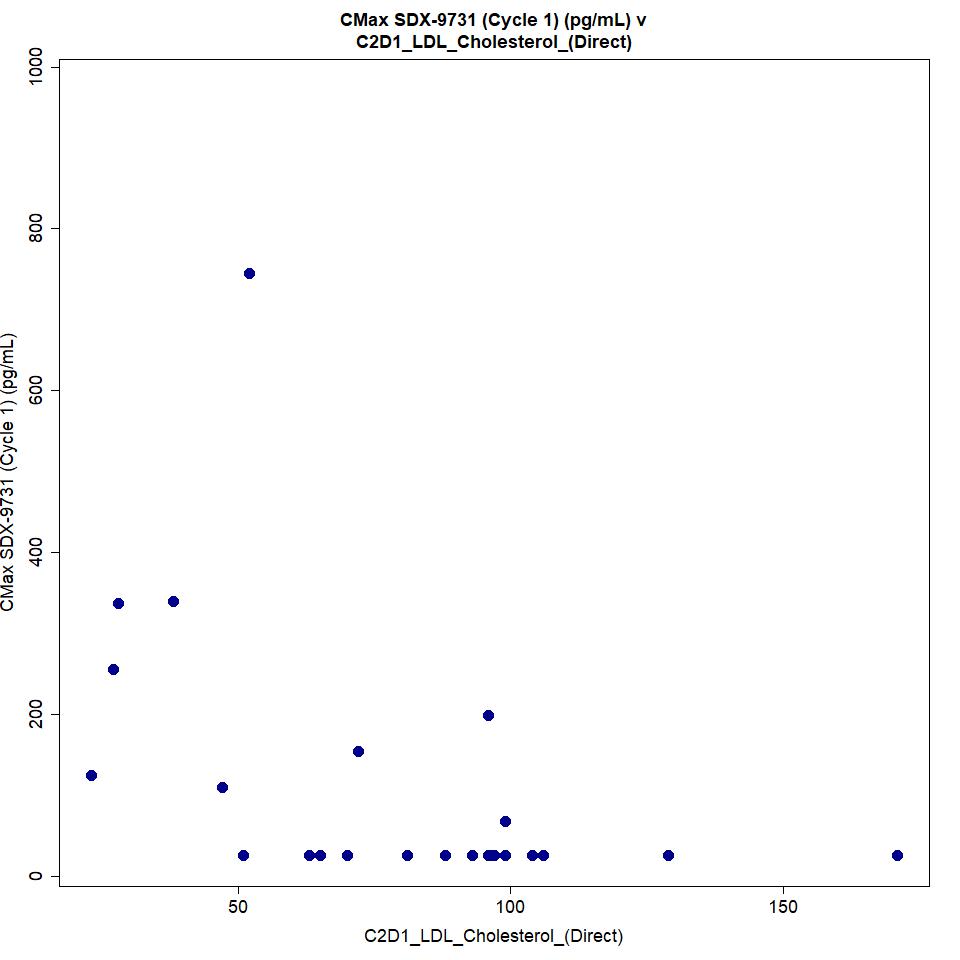 CMax SDX-9731 (Cycle 1) (pg/mL) v
C2D1_LDL_Cholesterol_(Direct)
1000
800
600
400
200
0
CMax SDX-9731 (Cycle 1) (pg/mL)
50
100
150
C2D1_LDL_Cholesterol_(Direct)